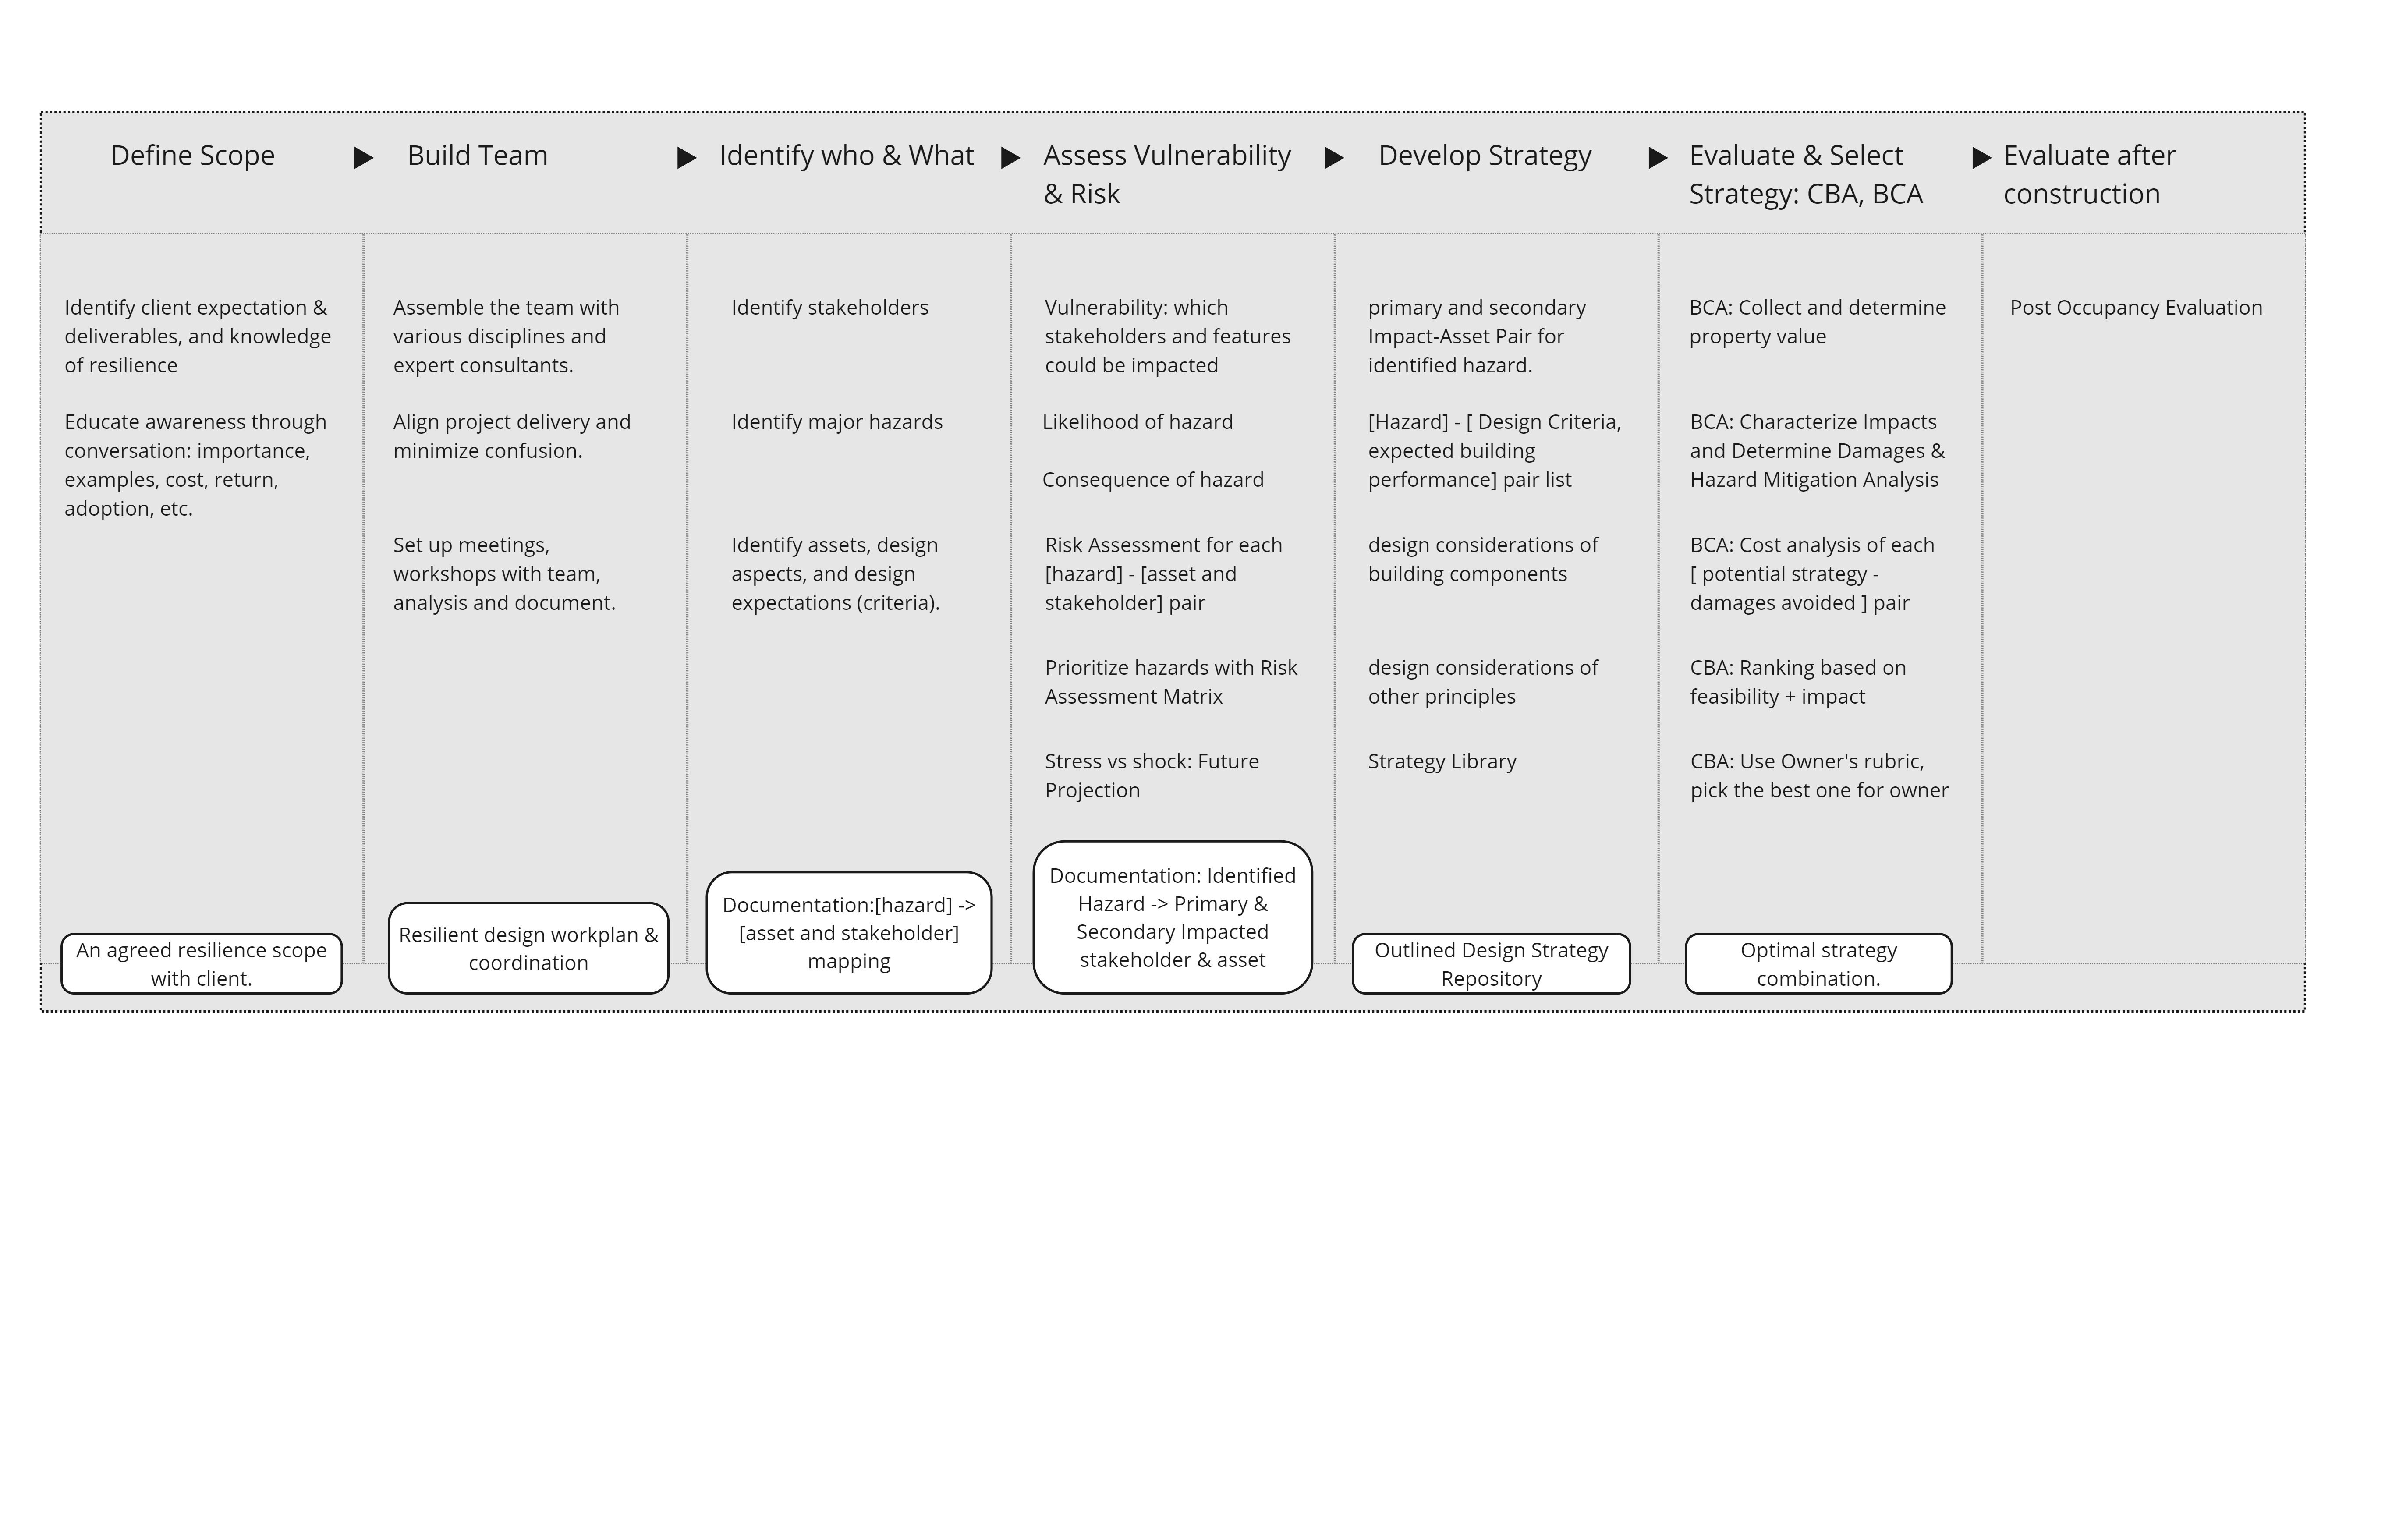 Define Scope
Build Team
Identify who & What
Assess Vulnerability
& Risk
Develop Strategy
Evaluate & Select
Strategy: CBA, BCA
Evaluate after
construction
Identify client expectation &
deliverables, and knowledge
of resilience
Educate awareness through
conversation: importance,
examples, cost, return,
adoption, etc.
An agreed resilience scope
with client.
Assemble the team with
various disciplines and
expert consultants.
Align project delivery and
minimize confusion.
Set up meetings,
workshops with team,
analysis and document.
Resilient design workplan &
coordination
Identify stakeholders
Identify major hazards
Identify assets, design
aspects, and design
expectations (criteria).
Documentation:[hazard] ->
[asset and stakeholder]
mapping
Vulnerability: which
stakeholders and features
could be impacted
Likelihood of hazard
Consequence of hazard
Risk Assessment for each
[hazard] - [asset and
stakeholder] pair
Prioritize hazards with Risk
Assessment Matrix
Stress vs shock: Future
Projection
Documentation: Identified
Hazard -> Primary &
Secondary Impacted
stakeholder & asset
primary and secondary
Impact-Asset Pair for
identified hazard.
[Hazard] - [ Design Criteria,
expected building
performance] pair list
design considerations of
building components
design considerations of
other principles
Strategy Library
Outlined Design Strategy
Repository
BCA: Collect and determine
property value
BCA: Characterize Impacts
and Determine Damages &
Hazard Mitigation Analysis
BCA: Cost analysis of each
[ potential strategy -
damages avoided ] pair
CBA: Ranking based on
feasibility + impact
CBA: Use Owner's rubric,
pick the best one for owner
Optimal strategy
combination.
Post Occupancy Evaluation